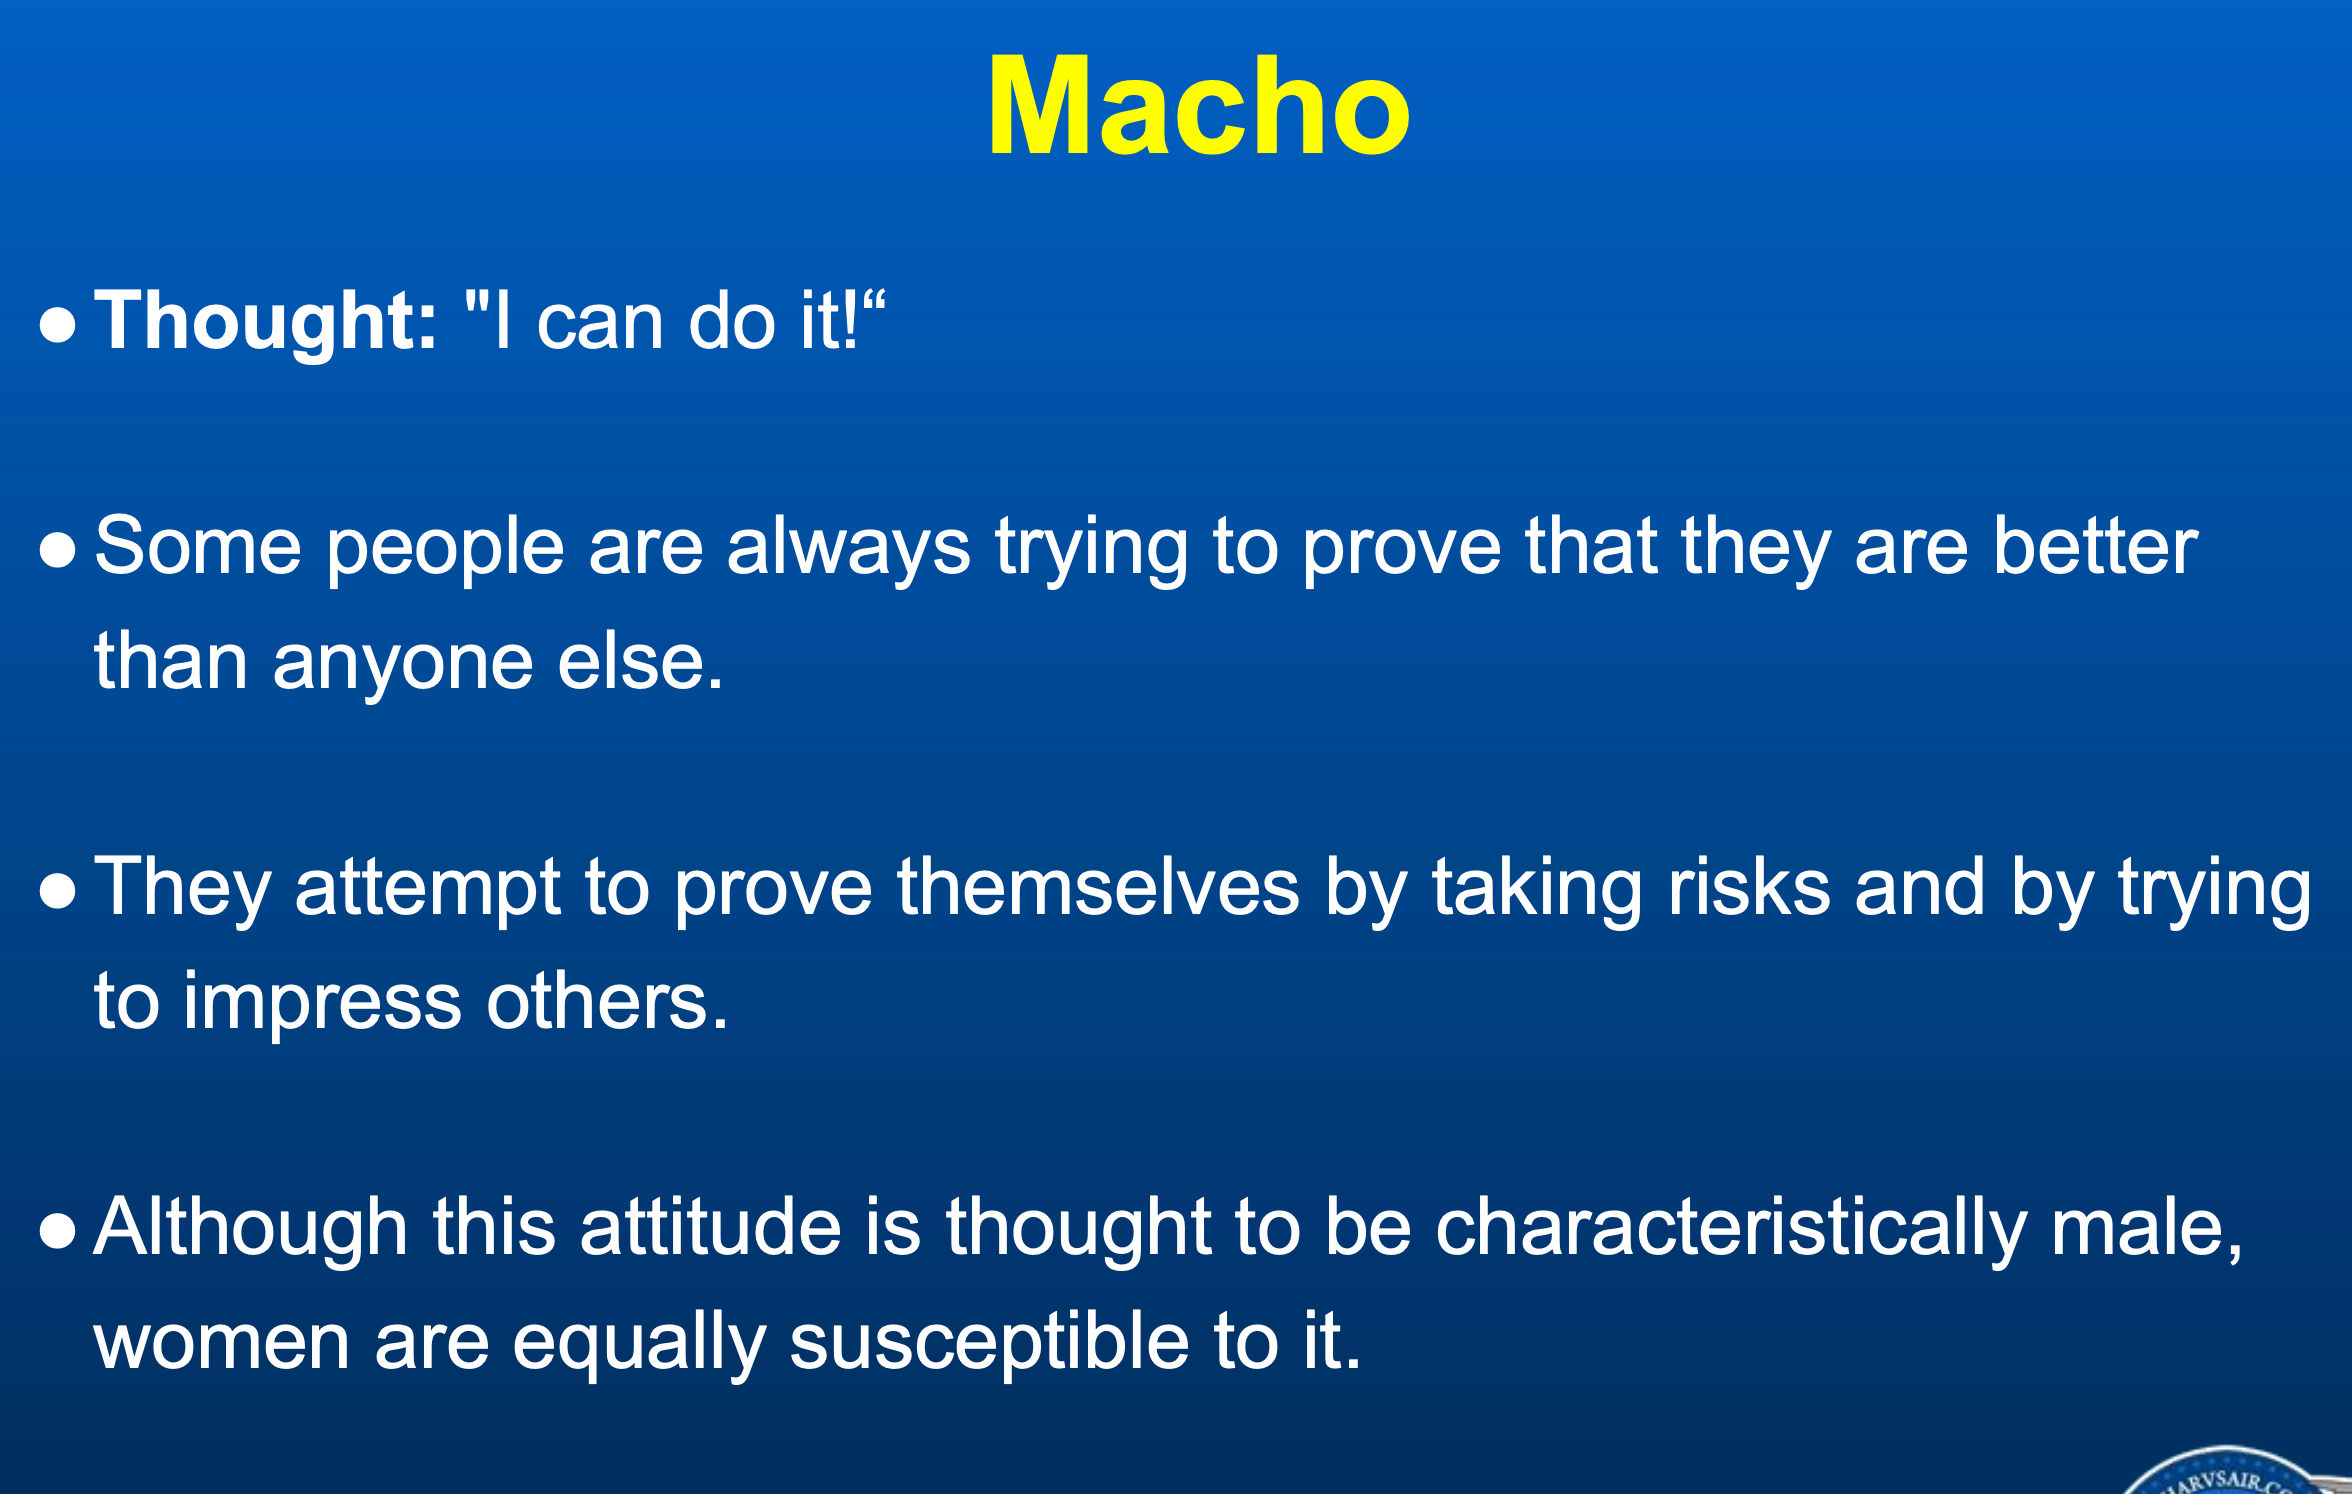 Macho
● Thought: "I can do it!“
● Some people are always trying to prove that they are better
than anyone else.
● They attempt to prove themselves by taking risks and by trying
to impress others.
● Although this attitude is thought to be characteristically male,
women are equally susceptible to it.